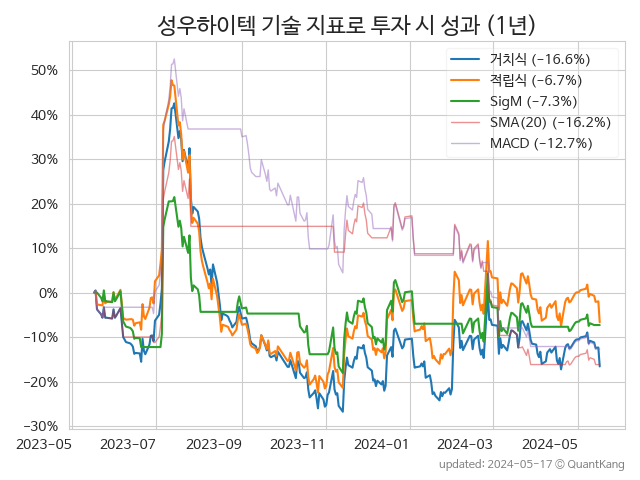 성우하이텍 기술 지표로 투자 시 성과 (1년)
거치식 (−16.6%)
적립식 (−6.7%)
SigM (−7.3%)
SMA(20) (−16.2%)
MACD (−12.7%)
50%
40%
30%
20%
10%
0%
−10%
−20%
−30%
2023-05 2023-07 2023-09 2023-11 2024-01 2024-03 2024-05
updated: 2024-05-17 © QuantKang